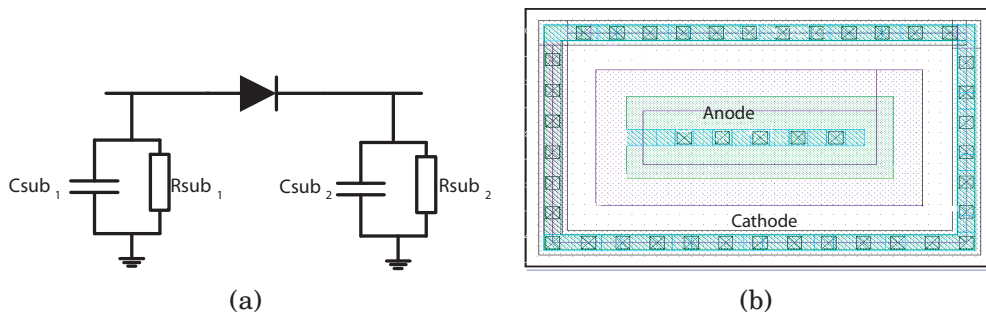 Csub 1
Rsub 1
Csub 2
Rsub 2
(a)
Anode
Cathode
(b)